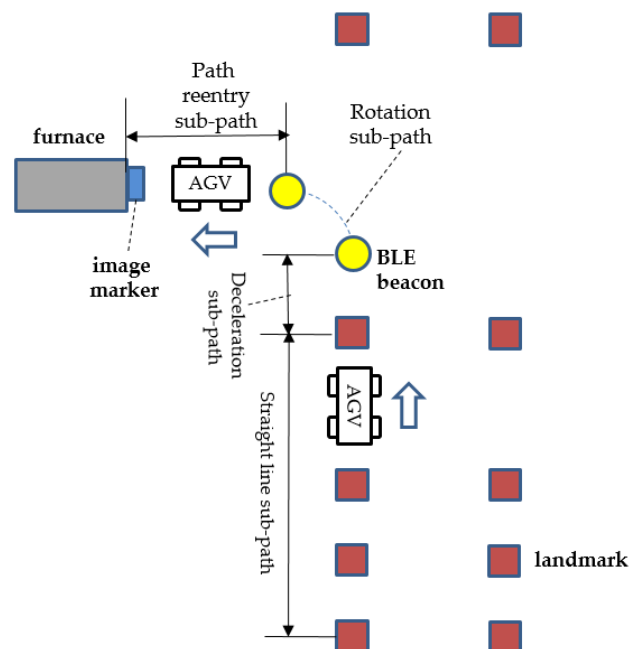 Path
reentry
sub-path
Rotation
sub-path
furnace
AGV
image
marker
BLE
beacon
Deceleration
sub-path
AGV
Straight line sub-path
landmark